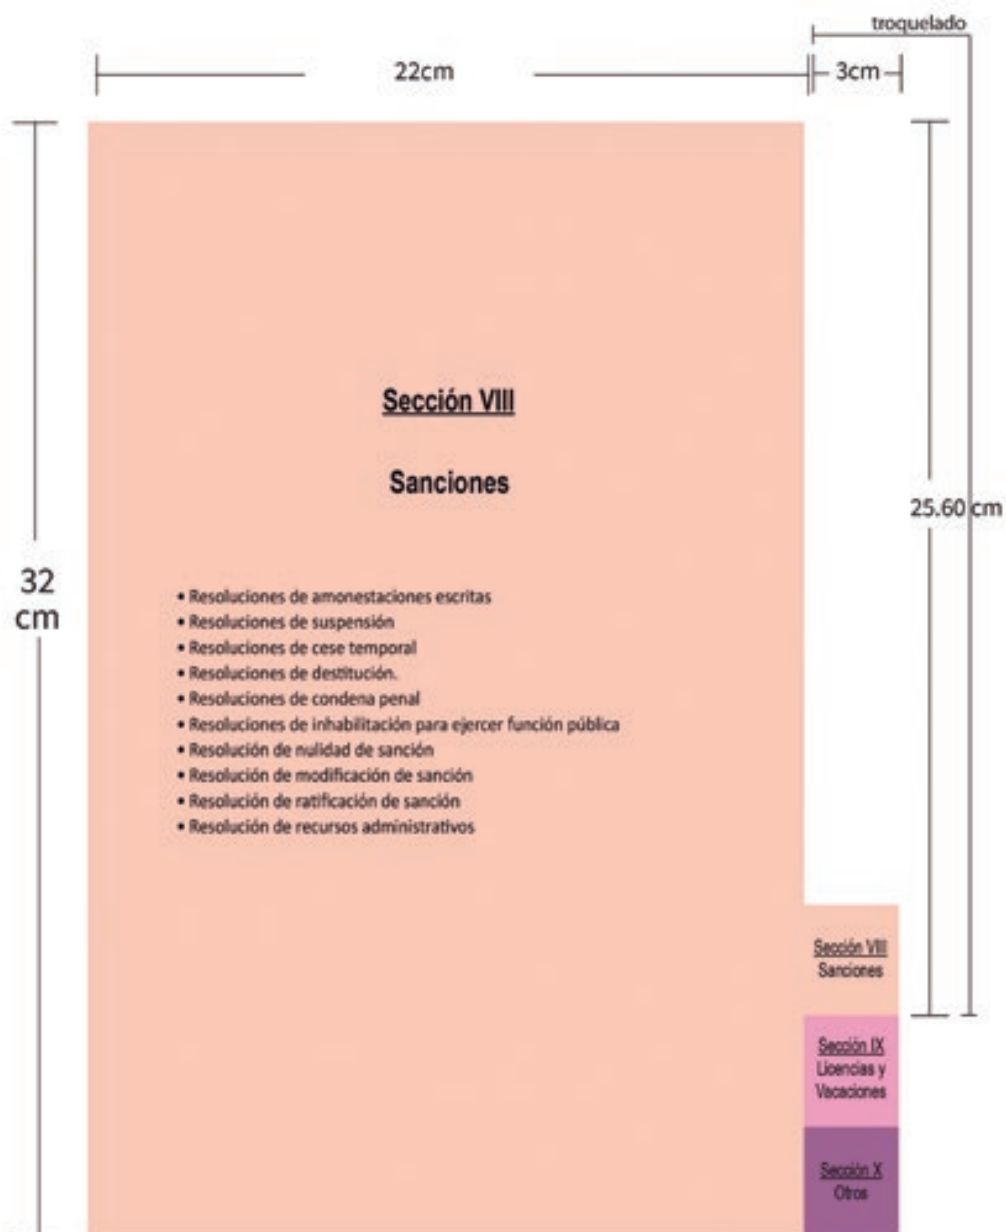 troquelado
22cm
3cm
Sección VIII
Sanciones
25.60 cm
32
cm
• Resoluciones de amonestaciones escritas
• Resoluciones de suspensión
• Resoluciones de cese temporal
• Resoluciones de destitución.
• Resoluciones de condena penal
• Resoluciones de inhabilitación para ejercer función pública
• Resolución de nulidad de sanción
• Resolución de modificación de sanción
• Resolución de ratificación de sanción
• Resolución de recursos administrativos
Sección VIII
Sanciones
Sección IX
Licencias y
Vacaciones
Sección X
Otros